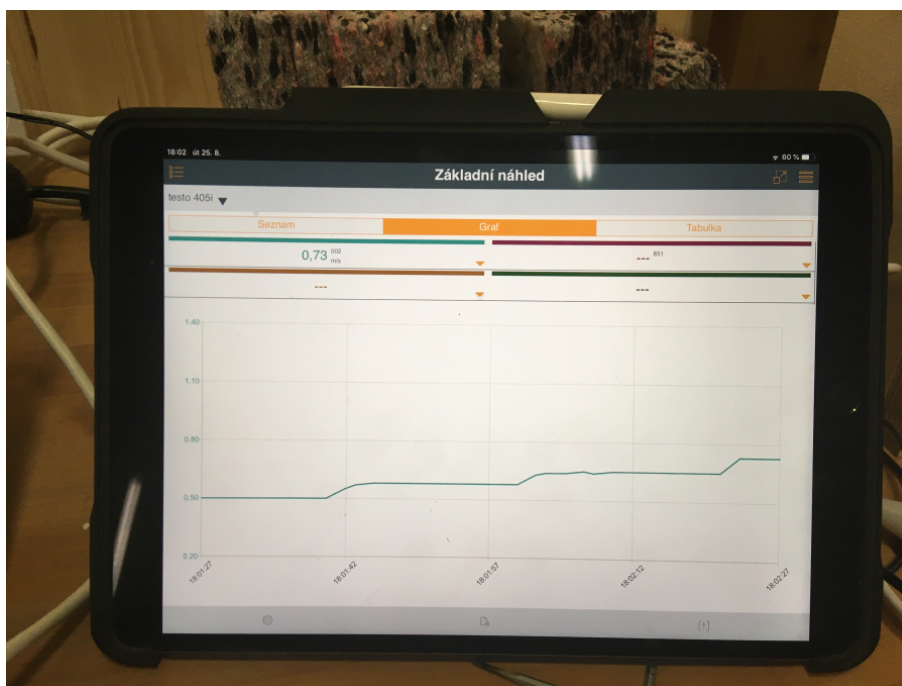 18:02 út 25. 8.
60 %
Základní náhled
testo 405i
Seznam Graf Tabulka
0,73 002 m/s
--- 851
---
---
1.40
1.10
0.80
0.50
0.20
18:01:27 18:01:42 18:01:57 18:02:12 18:02:27